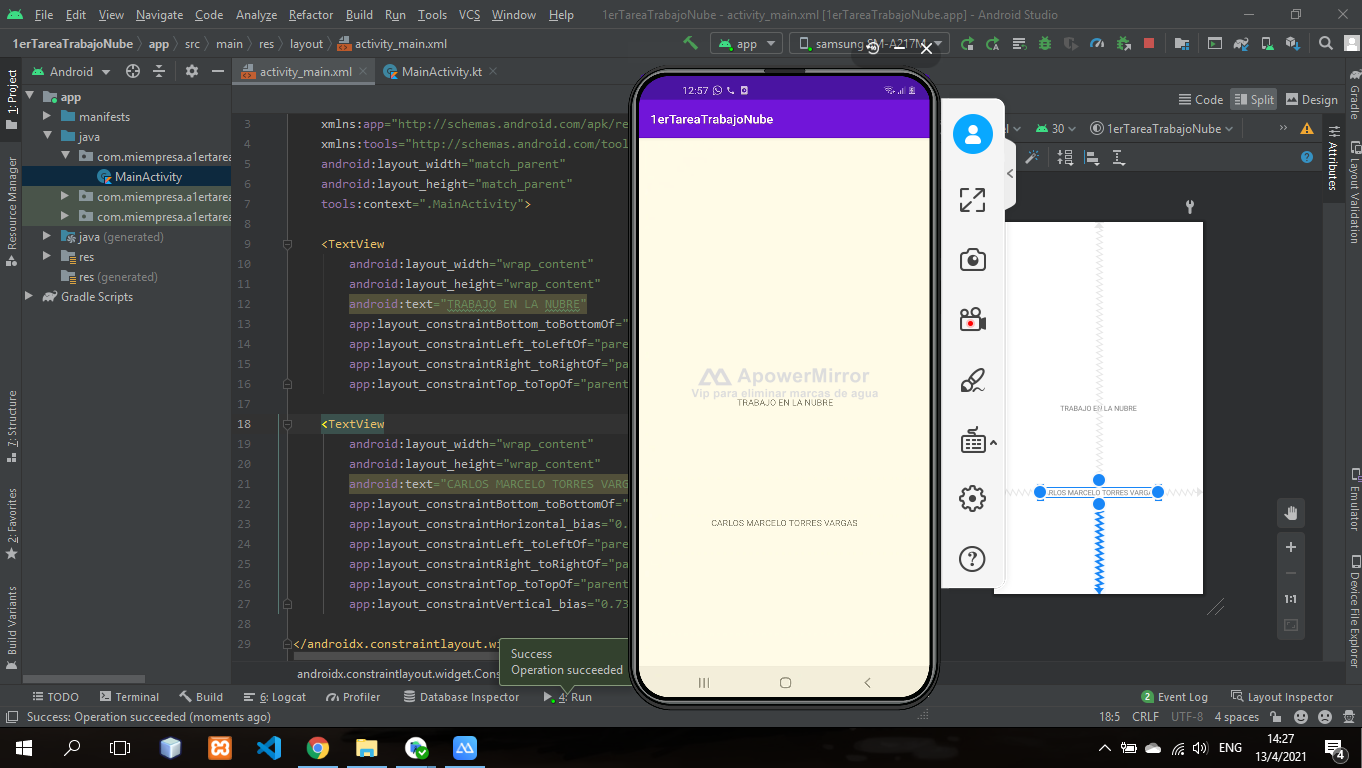 File Edit View Navigate Code Analyze Refactor Build Run Tools VCS Window Help 1erTareaTrabajoNube - activity_main.xml [1erTareaTrabajoNube.app] - Android Studio
1erTareaTrabajoNube app src main res layout activity_main.xml
app samsung SM-A217M
Android
activity_main.xml MainActivity.kt
Code Split Design
30 1erTareaTrabajoNube
1: Project
Resource Manager
7: Structure
2: Favorites
Build Variants
app
manifests
java
com.miempresa.a1ertarea
MainActivity
com.miempresa.a1ertarea
com.miempresa.a1ertarea
java (generated)
res
res (generated)
Gradle Scripts
3 xmlns:app="http://schemas.android.com/apk/re
4 xmlns:tools="http://schemas.android.com/tool
5 android:layout_width="match_parent"
6 android:layout_height="match_parent"
7 tools:context=".MainActivity">
8
9 <TextView
10 android:layout_width="wrap_content"
11 android:layout_height="wrap_content"
12 android:text="TRABAJO EN LA NUBRE"
13 app:layout_constraintBottom_toBottomOf="
14 app:layout_constraintLeft_toLeftOf="parent
15 app:layout_constraintRight_toRightOf="pa
16 app:layout_constraintTop_toTopOf="parent
17
18 <TextView
19 android:layout_width="wrap_content"
20 android:layout_height="wrap_content"
21 android:text="CARLOS MARCELO TORRES VARG
22 app:layout_constraintBottom_toBottomOf="
23 app:layout_constraintHorizontal_bias="0.
24 app:layout_constraintLeft_toLeftOf="pare
25 app:layout_constraintRight_toRightOf="pa
26 app:layout_constraintTop_toTopOf="parent
27 app:layout_constraintVertical_bias="0.73
28
29 </androidx.constraintlayout.wi
androidx.constraintlayout.widget.Cons
Success
Operation succeeded
12:57
1erTareaTrabajoNube
ApowerMirror
Vip para eliminar marcas de agua
TRABAJO EN LA NUBRE
CARLOS MARCELO TORRES VARGAS
TRABAJO EN LA NUBRE
RLOS MARCELO TORRES VARGA
1:1
Attributes
Gradle
Layout Validation
Emulator
Device File Explorer
TODO Terminal Build 6: Logcat Profiler Database Inspector 4: Run 2 Event Log Layout Inspector
Success: Operation succeeded (moments ago) 18:5 CRLF UTF-8 4 spaces
ENG 14:27
13/4/2021 4